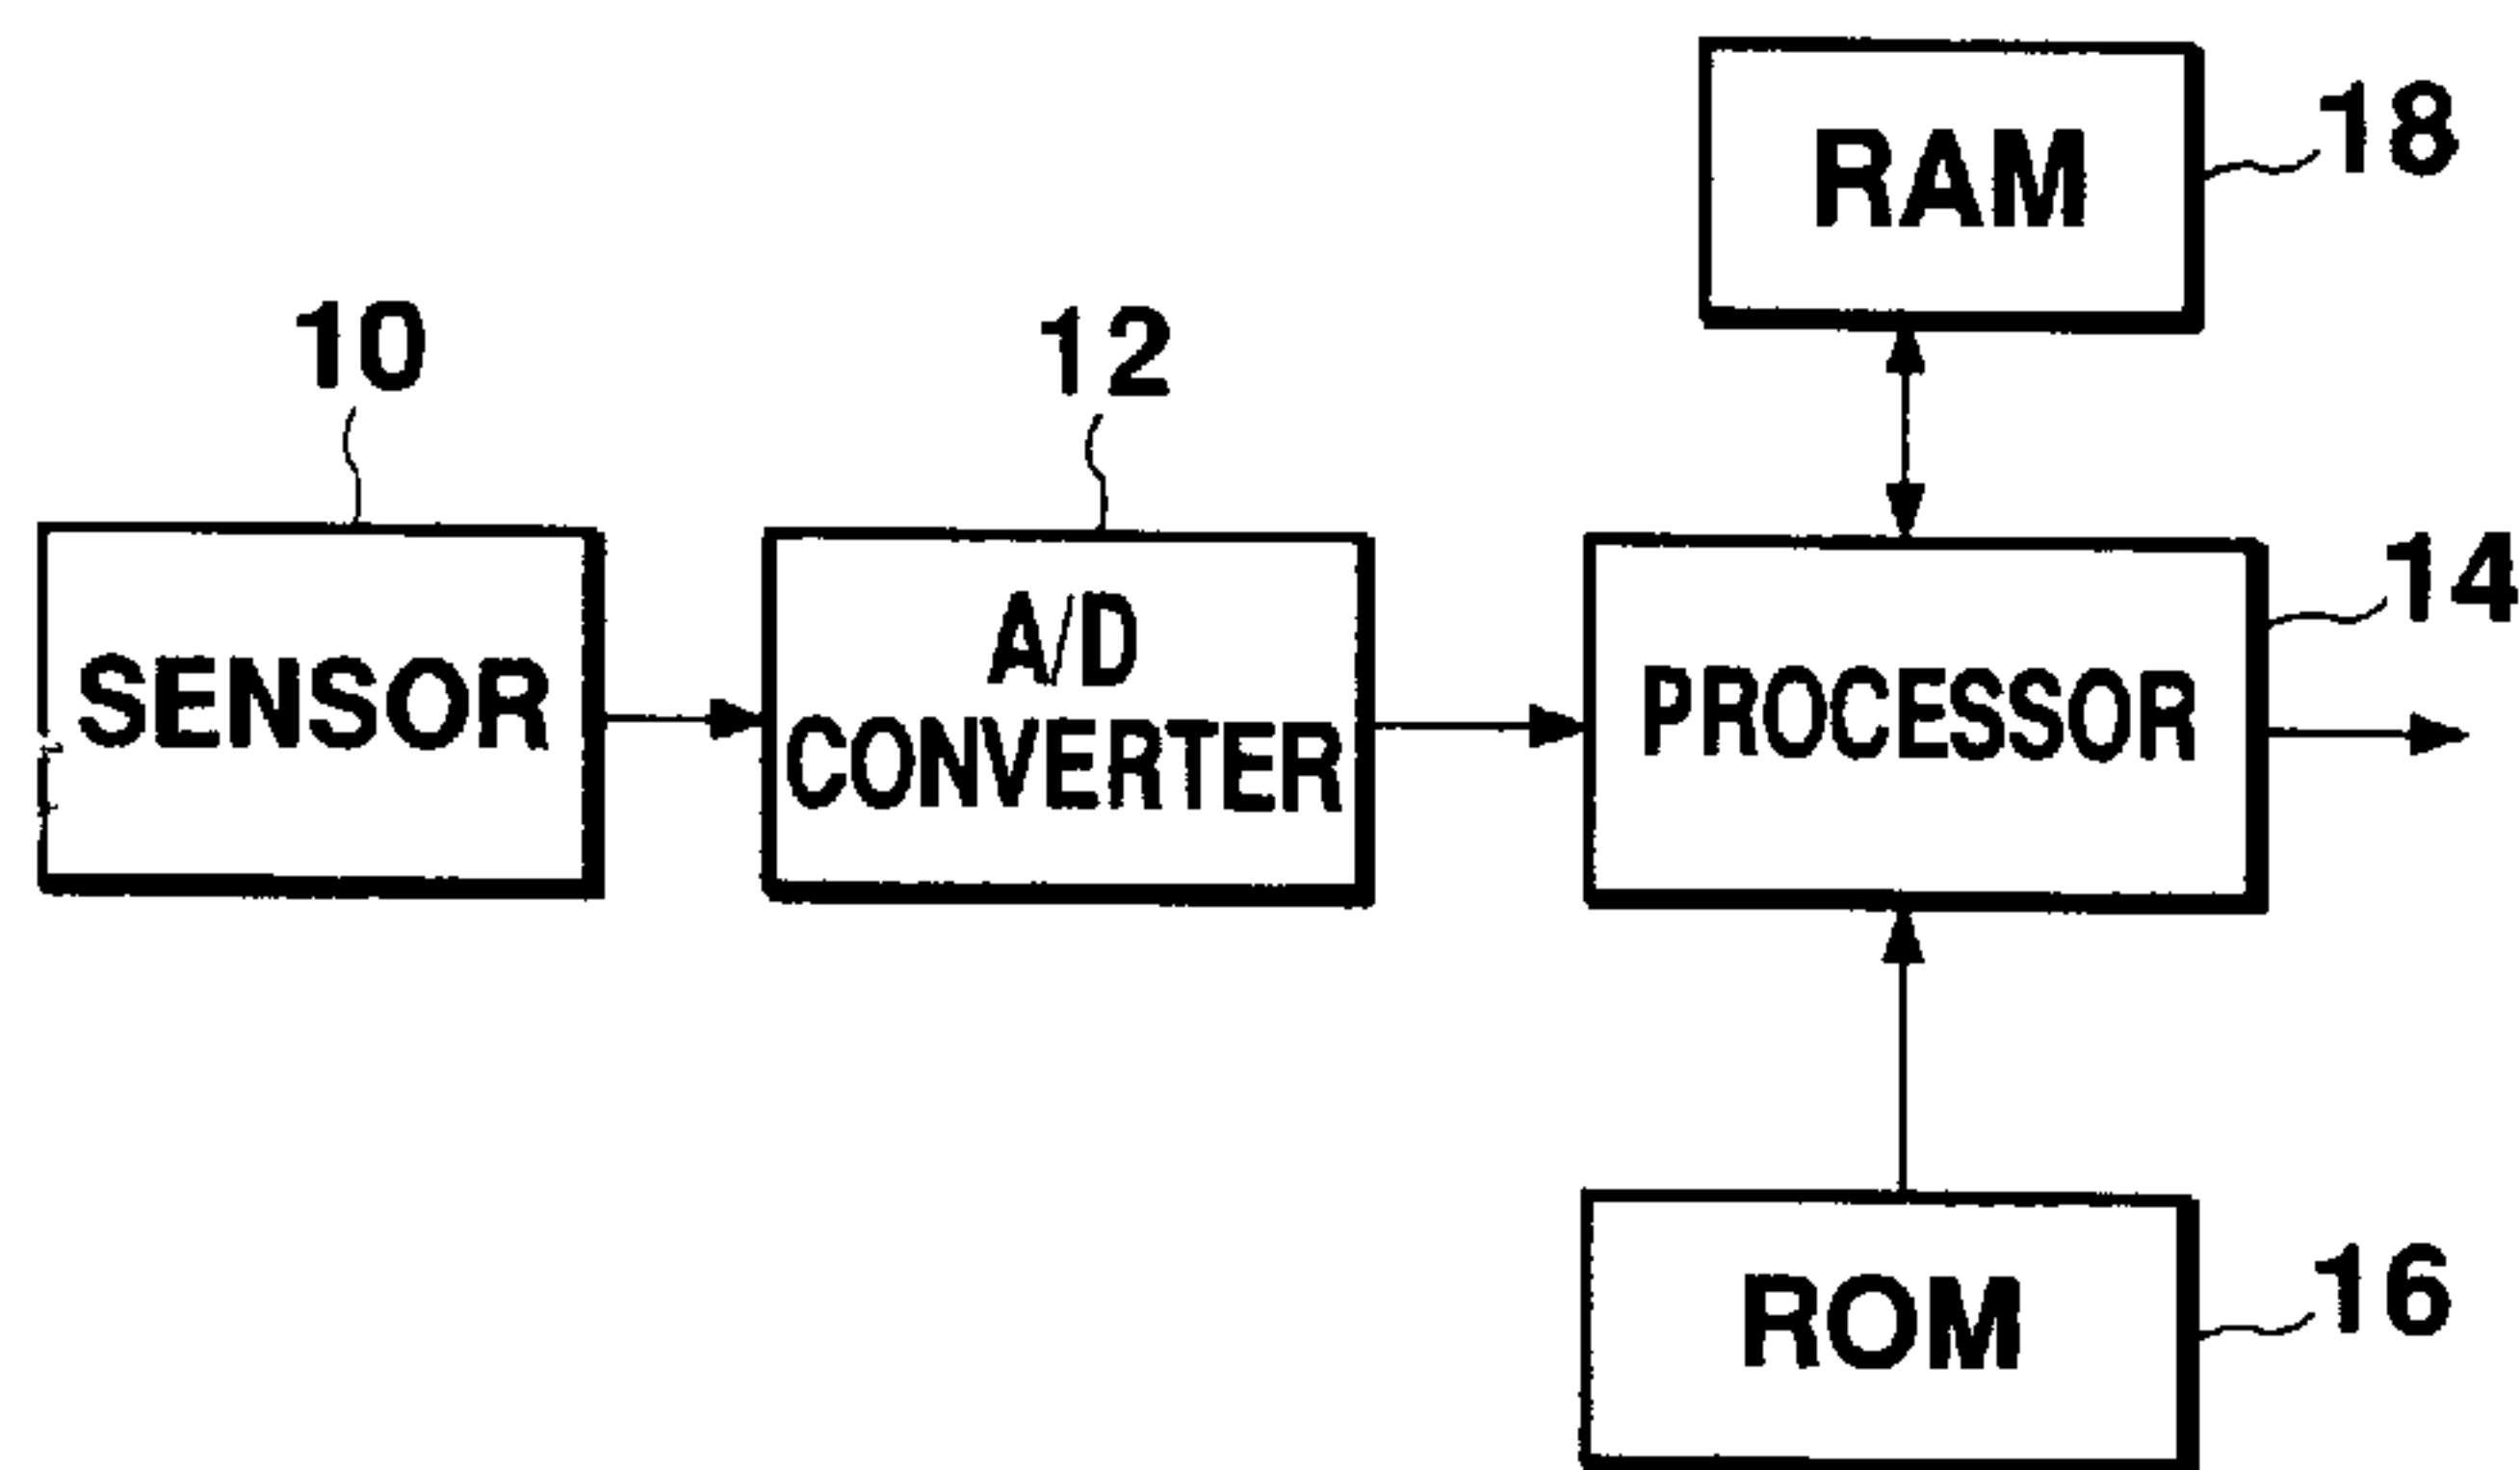 RAM
18
10
12
14
SENSOR
A/D
CONVERTER
PROCESSOR
ROM
16